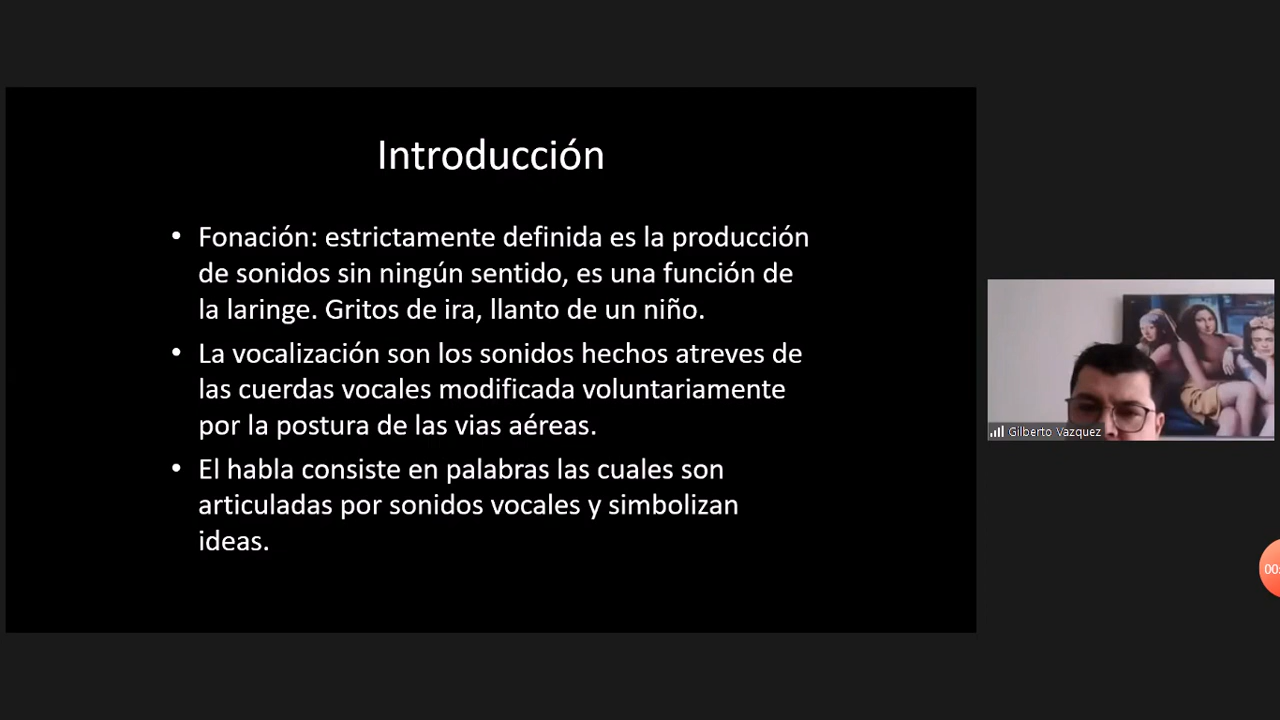 Introducción
• Fonación: estrictamente definida es la producción
de sonidos sin ningún sentido, es una función de
la laringe. Gritos de ira, llanto de un niño.
• La vocalización son los sonidos hechos atreves de
las cuerdas vocales modificada voluntariamente
por la postura de las vias aéreas.
• El habla consiste en palabras las cuales son
articuladas por sonidos vocales y simbolizan
ideas.
Gilberto Vazquez
00: